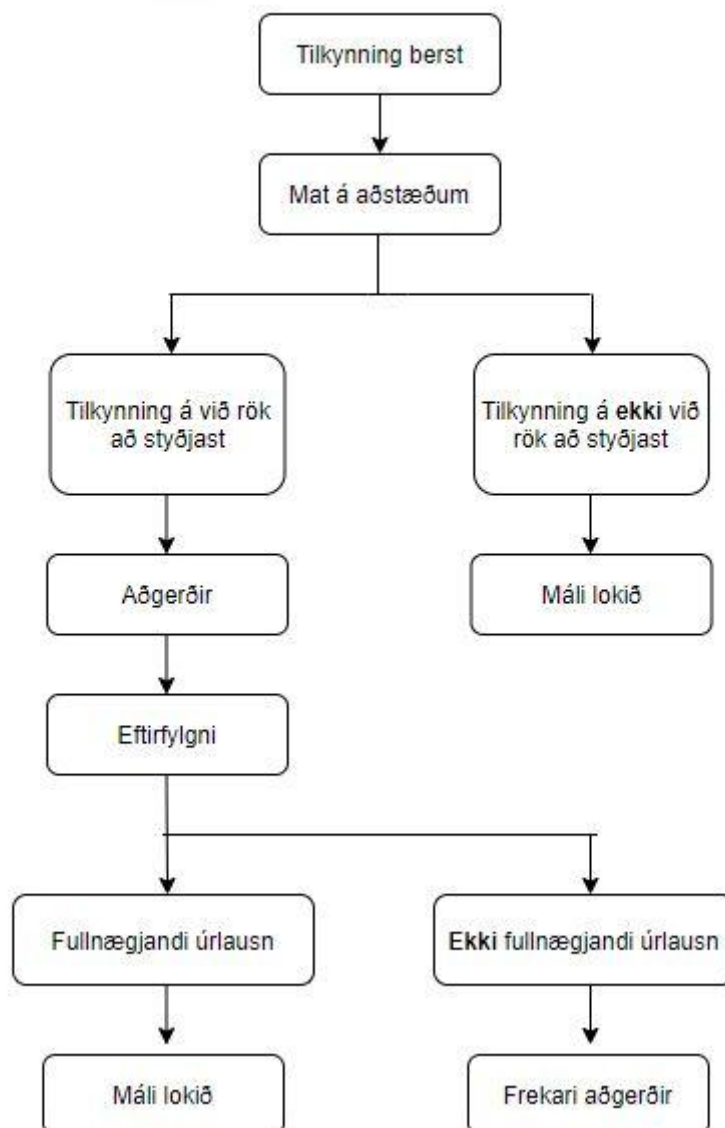 Tilkynning berst
Mat á aðstæðum
Tilkynning á við rök
að styðjast
Tilkynning á ekki við
rök að styðjast
Aðgerðir
Máli lokið
Eftirfylgni
Fullnægjandi úrlausn
Ekki fullnægjandi úrlausn
Máli lokið
Frekari aðgerðir